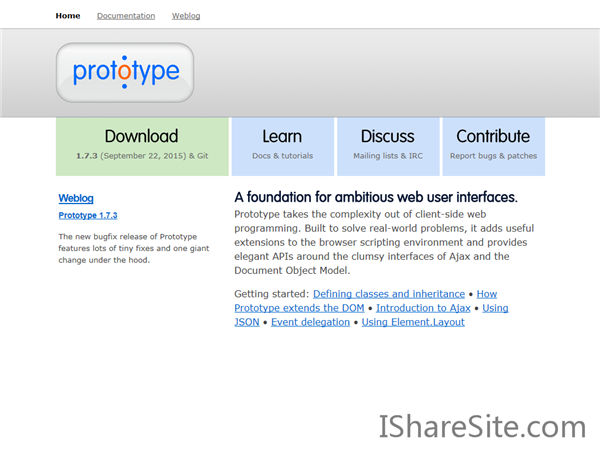 Home Documentation Weblog
prototype
Download Learn Discuss Contribute
1.7.3 (September 22, 2015) & Git Docs & tutorials Mailing lists & IRC Report bugs & patches
Weblog
Prototype 1.7.3
The new bugfix release of Prototype
features lots of tiny fixes and one giant
change under the hood.
A foundation for ambitious web user interfaces.
Prototype takes the complexity out of client-side web
programming. Built to solve real-world problems, it adds useful
extensions to the browser scripting environment and provides
elegant APIs around the clumsy interfaces of Ajax and the
Document Object Model.
Getting started: Defining classes and inheritance • How
Prototype extends the DOM • Introduction to Ajax • Using
JSON • Event delegation • Using Element.Layout
IShareSite.com